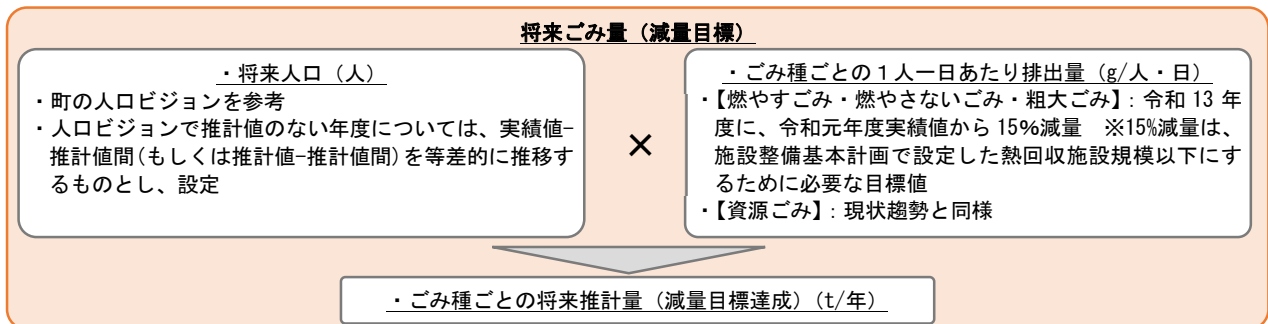 将来ごみ量（減量目標）
・将来人口（人）
・町の人口ビジョンを参考
・人口ビジョンで推計値のない年度については、実績値-
推計値間(もしくは推計値-推計値間)を等差的に推移す
るものとし、設定
×
・ごみ種ごとの１人一日あたり排出量（g/人・日）
・【燃やすごみ・燃やさないごみ・粗大ごみ】：令和 13 年
度に、令和元年度実績値から 15%減量　※15%減量は、
施設整備基本計画で設定した熱回収施設規模以下にす
るために必要な目標値
・【資源ごみ】：現状趨勢と同様
・ごみ種ごとの将来推計量（減量目標達成）（t/年）